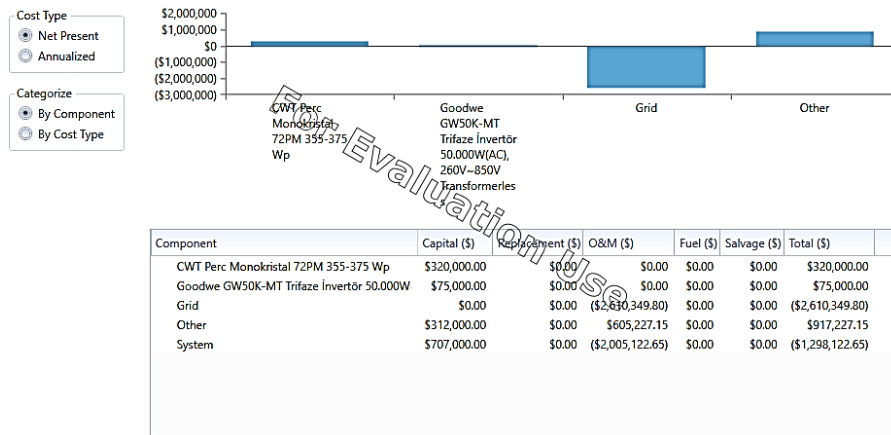 Cost Type
Net Present
Annualized
Categorize
By Component
By Cost Type
$2,000,000
$1,000,000
$0
($1,000,000)
($2,000,000)
($3,000,000)
CWT Perc
Monokristal
72PM 355-375
Wp
Goodwe
GW50K-MT
Trifaze İnvertör
50.000W(AC),
260V~850V
Transformerles
s
Grid
Other
For Evaluation Use
Component Capital ($) Replacement ($) O&M ($) Fuel ($) Salvage ($) Total ($)
CWT Perc Monokristal 72PM 355-375 Wp $320,000.00 $0.00 $0.00 $0.00 $0.00 $320,000.00
Goodwe GW50K-MT Trifaze İnvertör 50.000W $75,000.00 $0.00 $0.00 $0.00 $0.00 $75,000.00
Grid $0.00 $0.00 ($2,610,349.80) $0.00 $0.00 ($2,610,349.80)
Other $312,000.00 $0.00 $605,227.15 $0.00 $0.00 $917,227.15
System $707,000.00 $0.00 ($2,005,122.65) $0.00 $0.00 ($1,298,122.65)